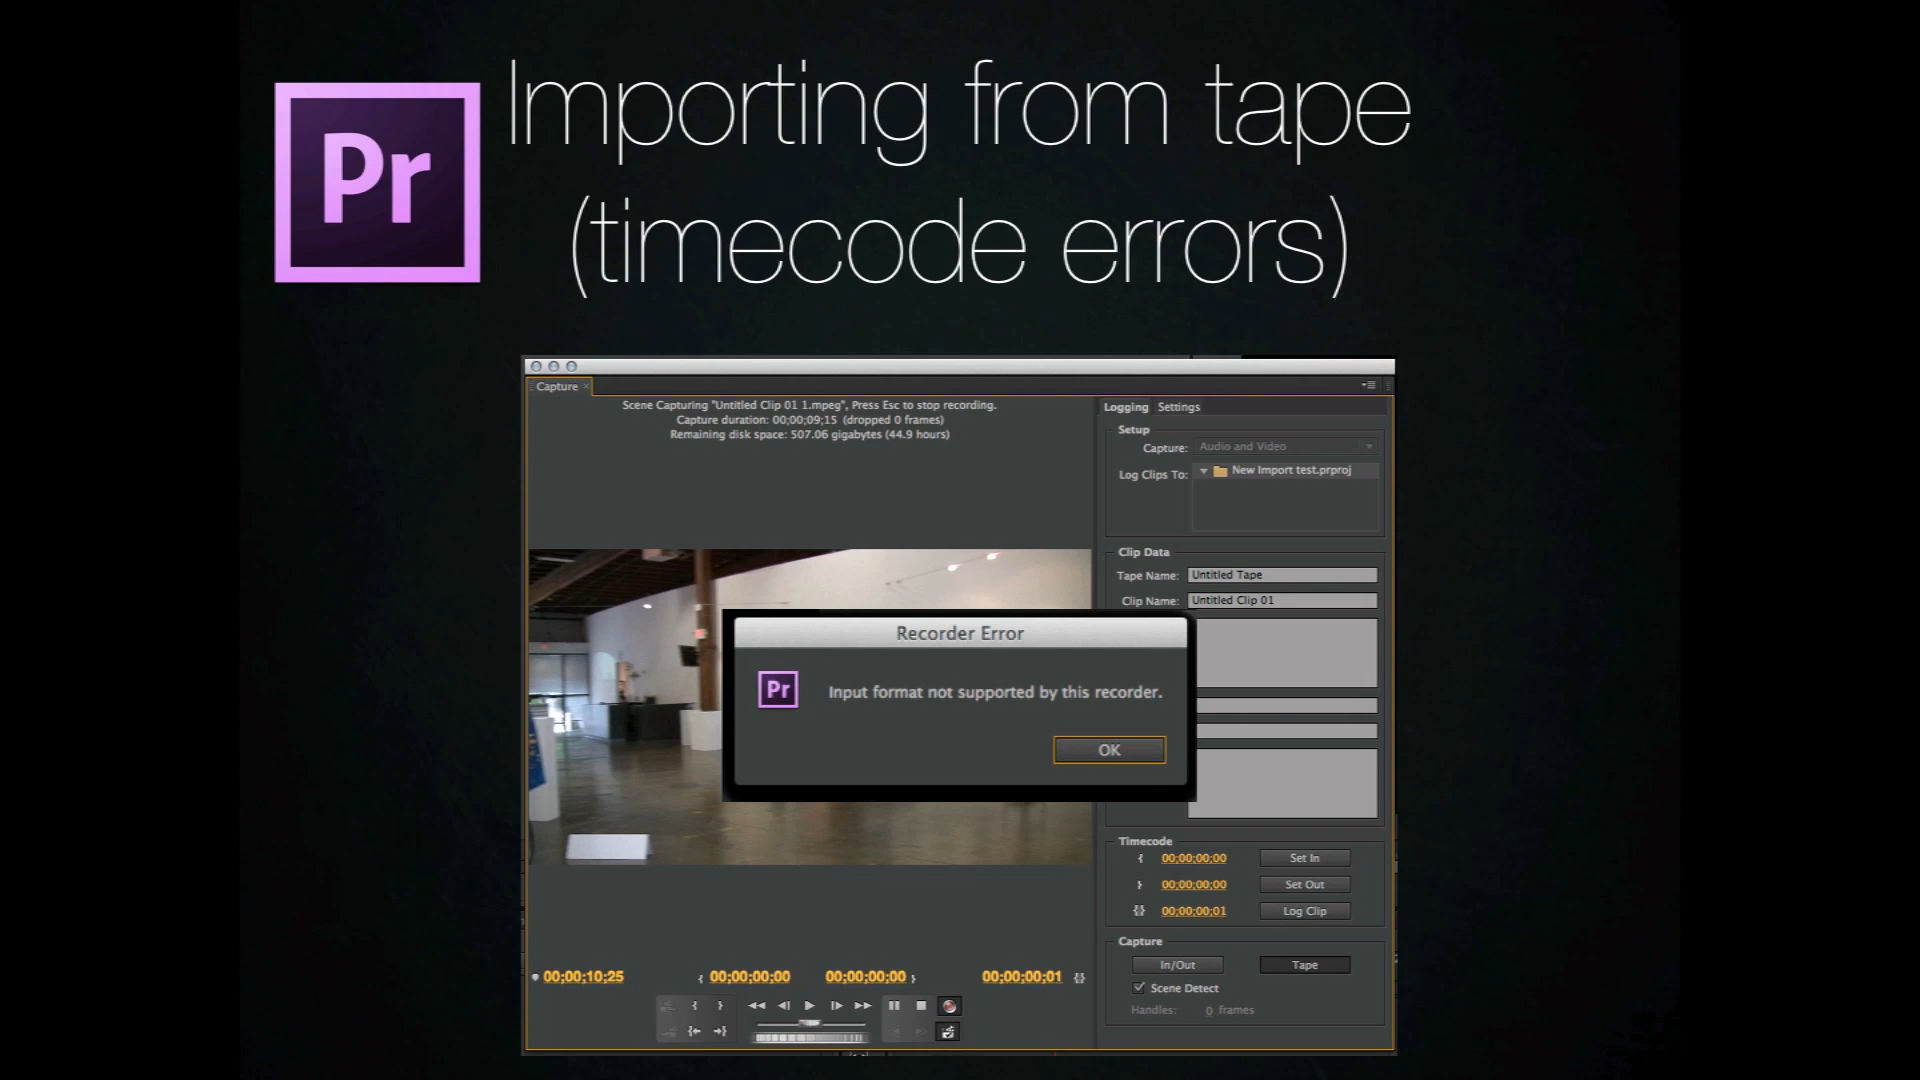 Pr
Importing from tape
(timecode errors)
Capture
Scene Capturing "Untitled Clip 01 1.mpeg", Press Esc to stop recording.
Capture duration: 00;00;09;15 (dropped 0 frames)
Remaining disk space: 507.06 gigabytes (44.9 hours)
Logging Settings
Setup
Capture: Audio and Video
Log Clips To: New Import test.prproj
Clip Data
Tape Name: Untitled Tape
Clip Name: Untitled Clip 01
Recorder Error
Pr
Input format not supported by this recorder.
OK
Timecode
{ 00;00;00;00 Set In
} 00;00;00;00 Set Out
{} 00;00;00;01 Log Clip
Capture
In/Out Tape
Scene Detect
Handles: 0 frames
00;00;10;25 { 00;00;00;00 00;00;00;00 } 00;00;00;01 {}